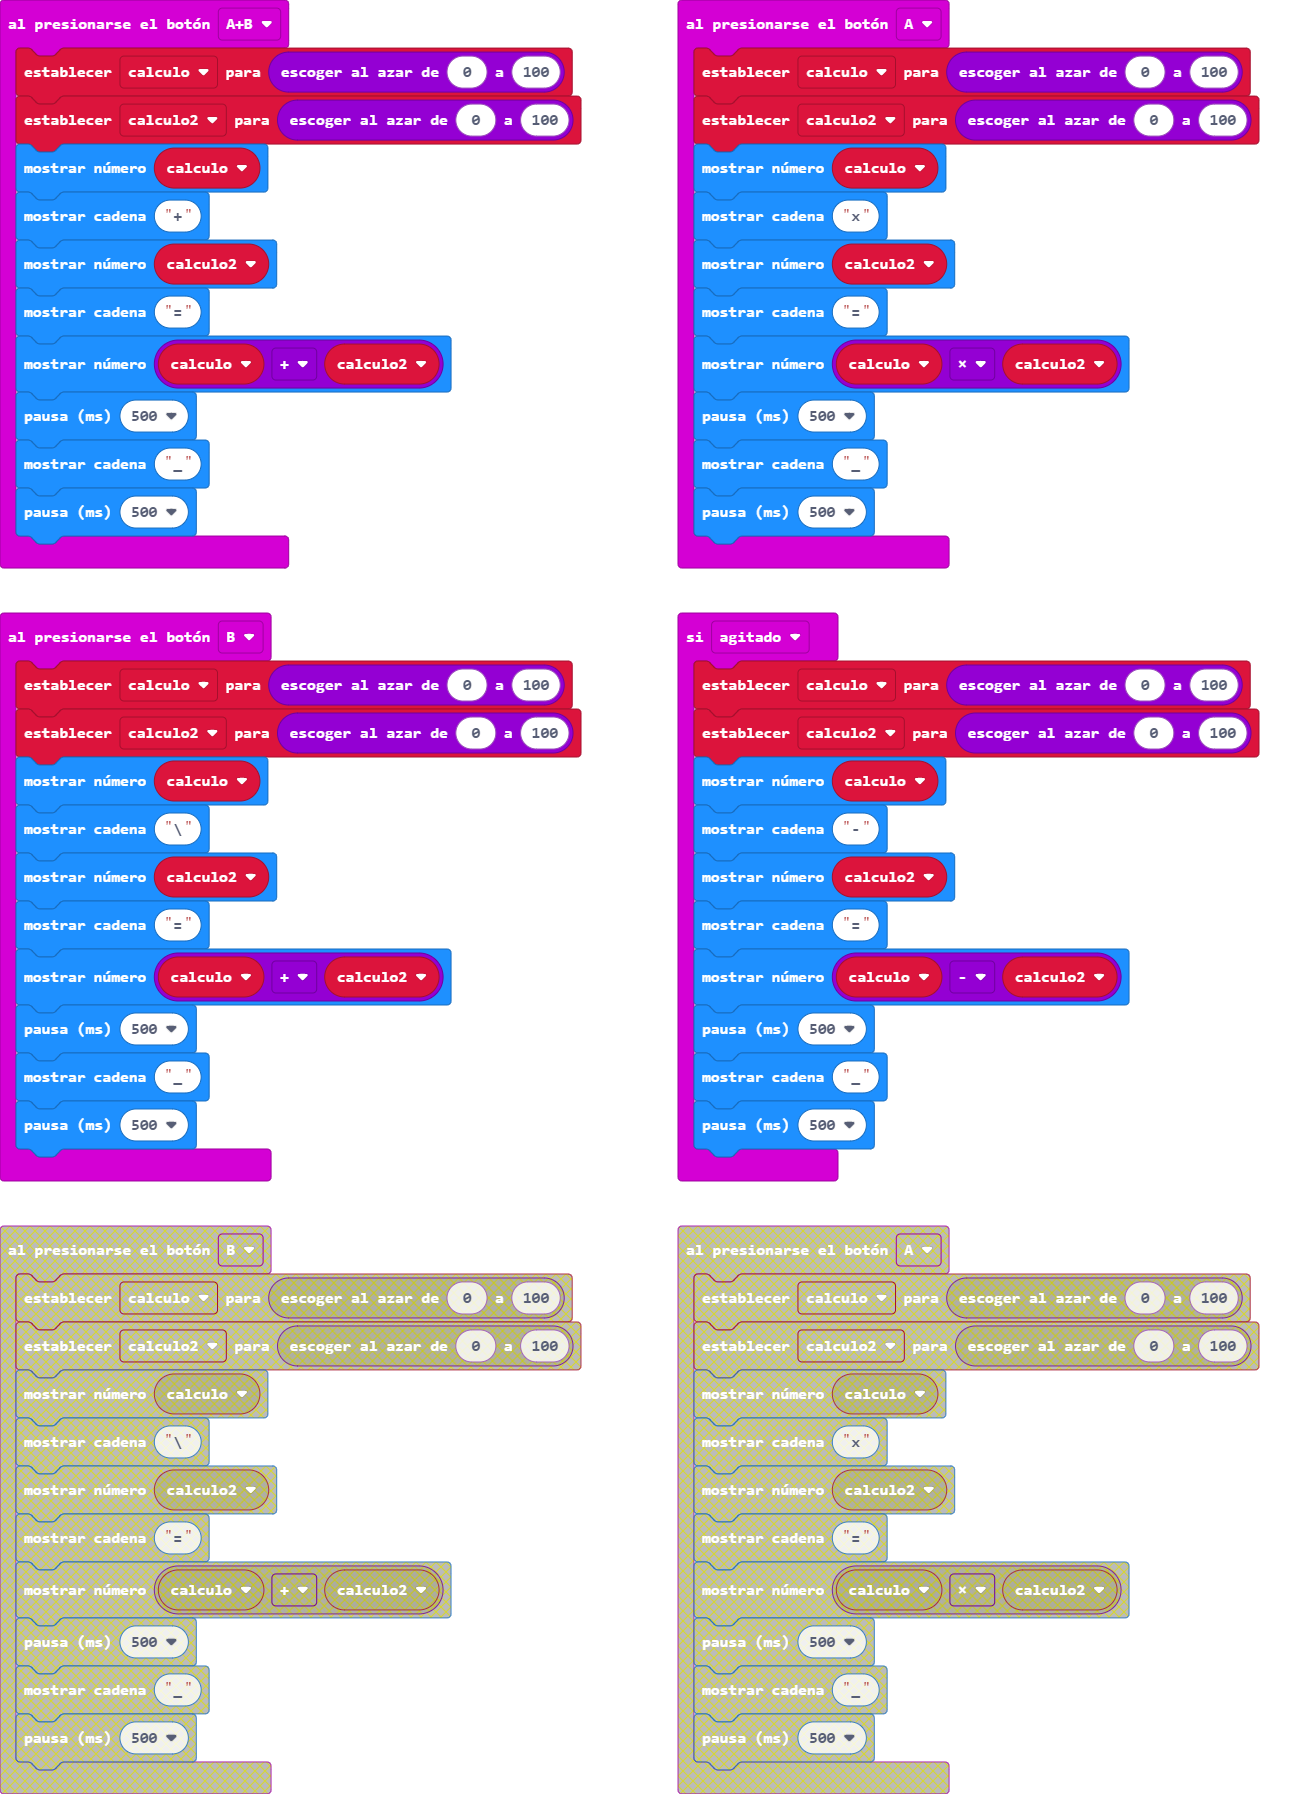 al presionarse el botón A+B
establecer calculo para escoger al azar de 0 a 100
establecer calculo2 para escoger al azar de 0 a 100
mostrar número calculo
mostrar cadena "+"
mostrar número calculo2
mostrar cadena "="
mostrar número calculo + calculo2
pausa (ms) 500
mostrar cadena "_"
pausa (ms) 500
al presionarse el botón A
establecer calculo para escoger al azar de 0 a 100
establecer calculo2 para escoger al azar de 0 a 100
mostrar número calculo
mostrar cadena "x"
mostrar número calculo2
mostrar cadena "="
mostrar número calculo × calculo2
pausa (ms) 500
mostrar cadena "_"
pausa (ms) 500
al presionarse el botón B
establecer calculo para escoger al azar de 0 a 100
establecer calculo2 para escoger al azar de 0 a 100
mostrar número calculo
mostrar cadena "\"
mostrar número calculo2
mostrar cadena "="
mostrar número calculo + calculo2
pausa (ms) 500
mostrar cadena "_"
pausa (ms) 500
si agitado
establecer calculo para escoger al azar de 0 a 100
establecer calculo2 para escoger al azar de 0 a 100
mostrar número calculo
mostrar cadena "-"
mostrar número calculo2
mostrar cadena "="
mostrar número calculo - calculo2
pausa (ms) 500
mostrar cadena "_"
pausa (ms) 500
al presionarse el botón B
establecer calculo para escoger al azar de 0 a 100
establecer calculo2 para escoger al azar de 0 a 100
mostrar número calculo
mostrar cadena "\"
mostrar número calculo2
mostrar cadena "="
mostrar número calculo + calculo2
pausa (ms) 500
mostrar cadena "_"
pausa (ms) 500
al presionarse el botón A
establecer calculo para escoger al azar de 0 a 100
establecer calculo2 para escoger al azar de 0 a 100
mostrar número calculo
mostrar cadena "x"
mostrar número calculo2
mostrar cadena "="
mostrar número calculo × calculo2
pausa (ms) 500
mostrar cadena "_"
pausa (ms) 500